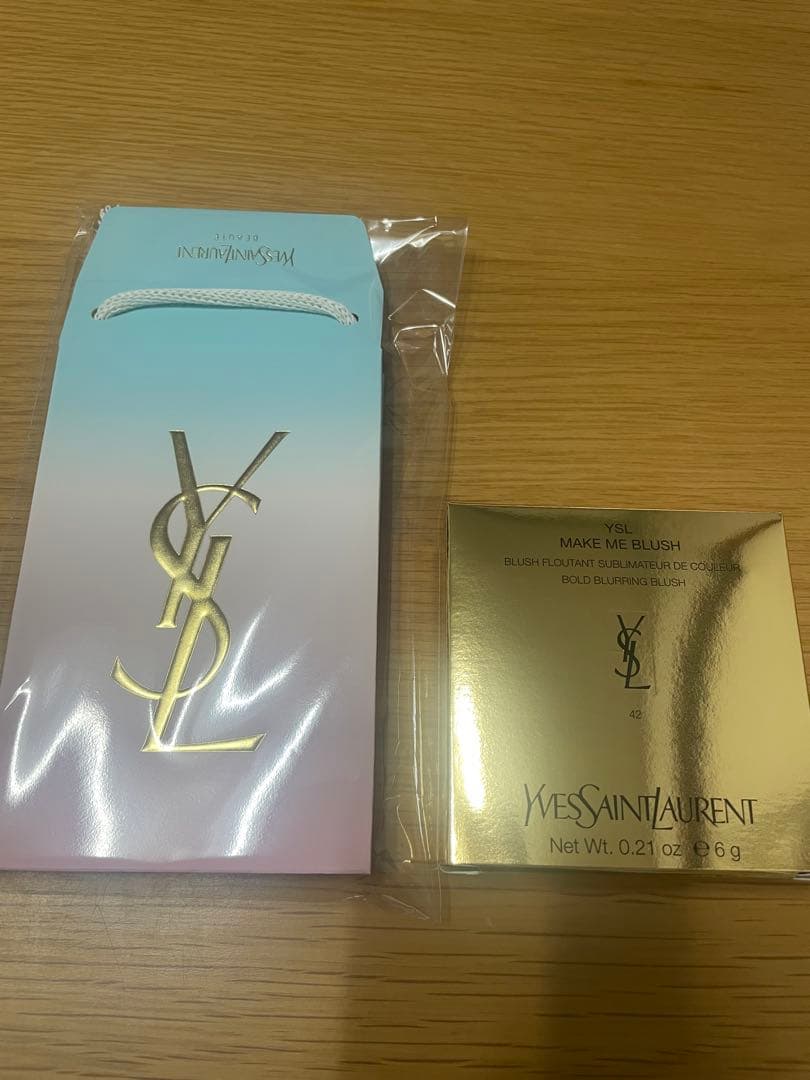 YVESSAINTLAURENT
BEAUTÉ
YSL
YSL
MAKE ME BLUSH
BLUSH FLOUTANT SUBLIMATEUR DE COULEUR
BOLD BLURRING BLUSH
YSL
42
YVESSAINTLAURENT
Net Wt. 0.21 oz ℮ 6 g